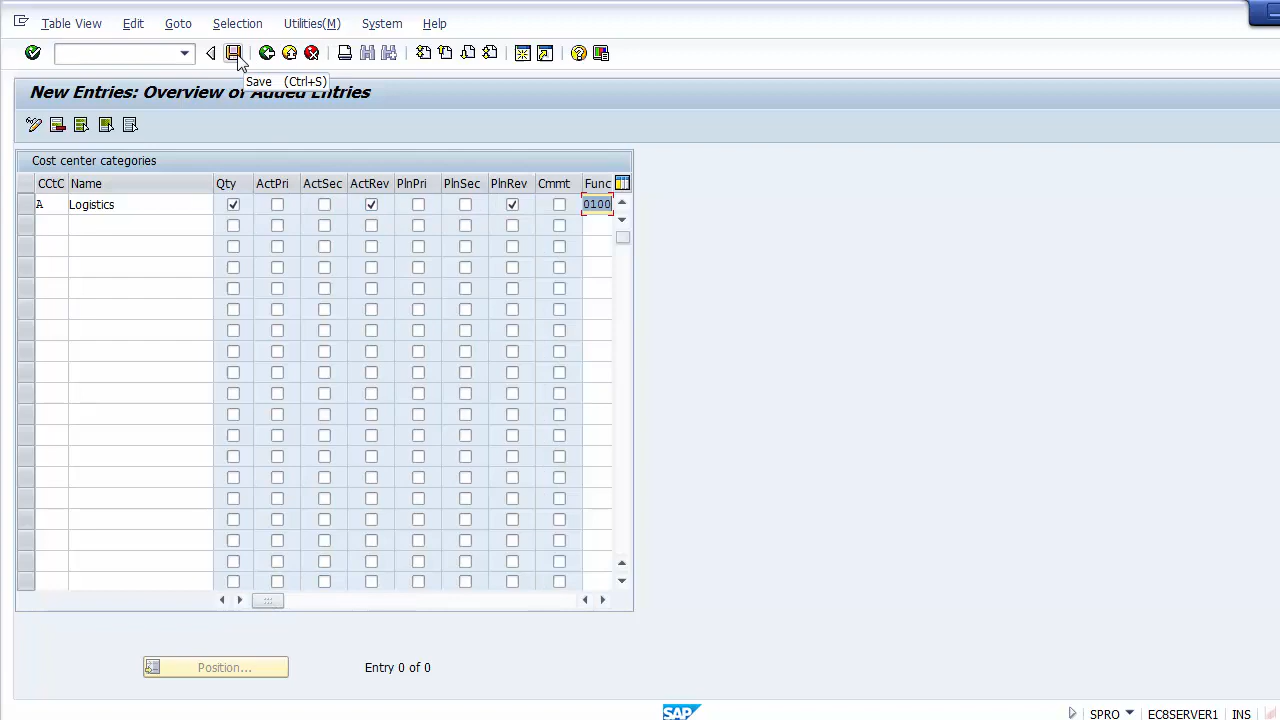 Table View Edit Goto Selection Utilities(M) System Help
Save (Ctrl+S)
New Entries: Overview of Added Entries
Cost center categories
CCtC Name Qty ActPri ActSec ActRev PlnPri PlnSec PlnRev Cmmt Func
A Logistics 0100
Position... Entry 0 of 0
SAP SPRO EC8SERVER1 INS